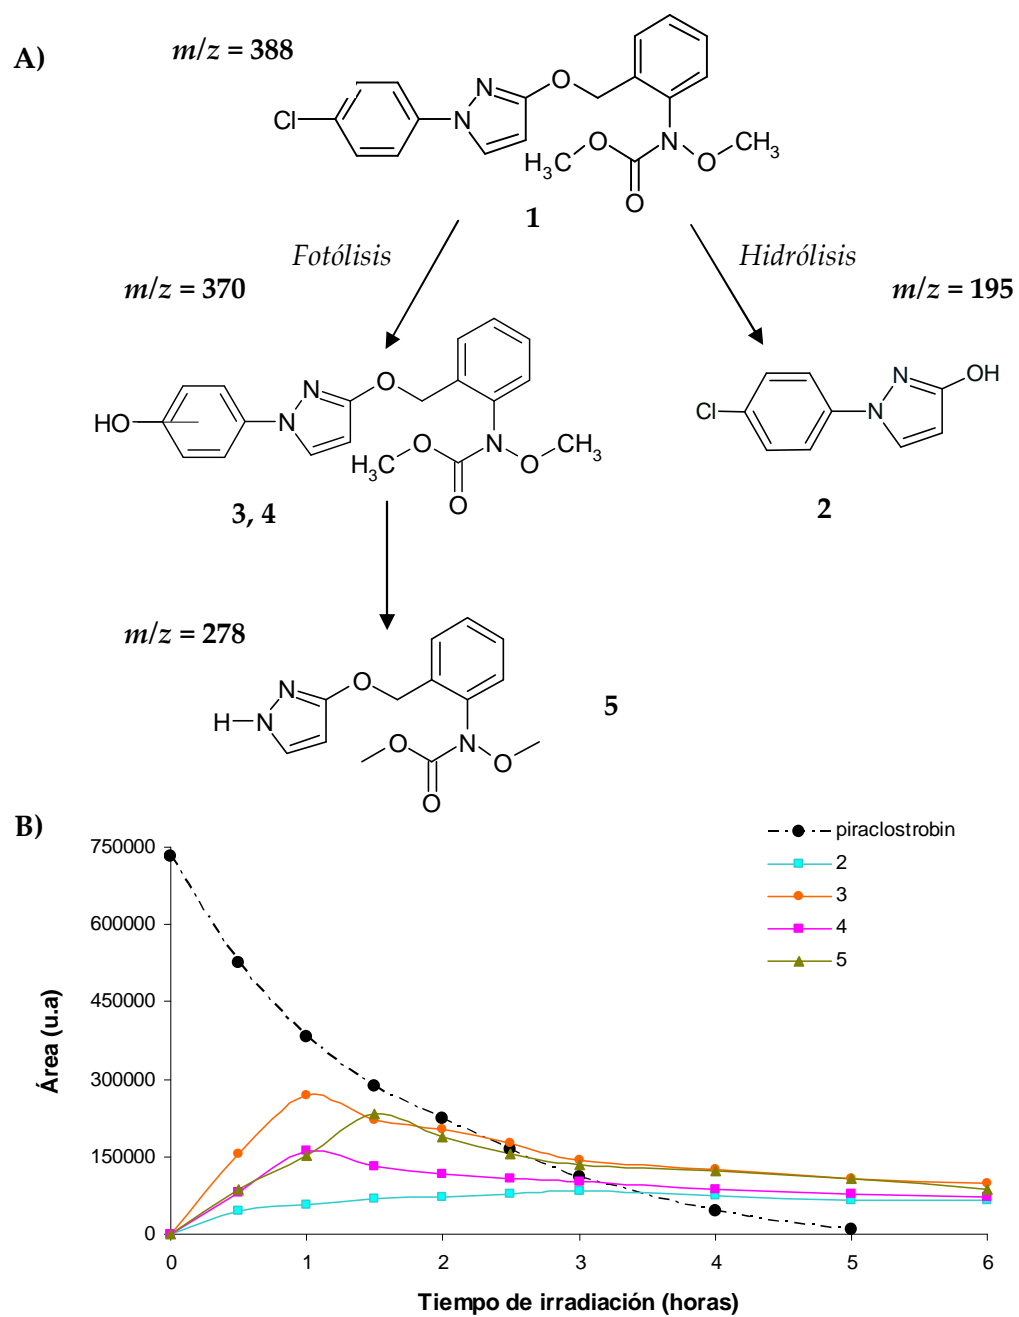 A)
m/z = 388
Cl N N O H₃C O N O CH₃ O
1
Fotólisis
Hidrólisis
m/z = 370
m/z = 195
HO N N O H₃C O N O CH₃ O
Cl N N OH
3, 4
2
m/z = 278
H N N O O N O O
5
B)
Área (u.a)
750000
600000
450000
300000
150000
0
piraclostrobin
2
3
4
5
0 1 2 3 4 5 6
Tiempo de irradiación (horas)